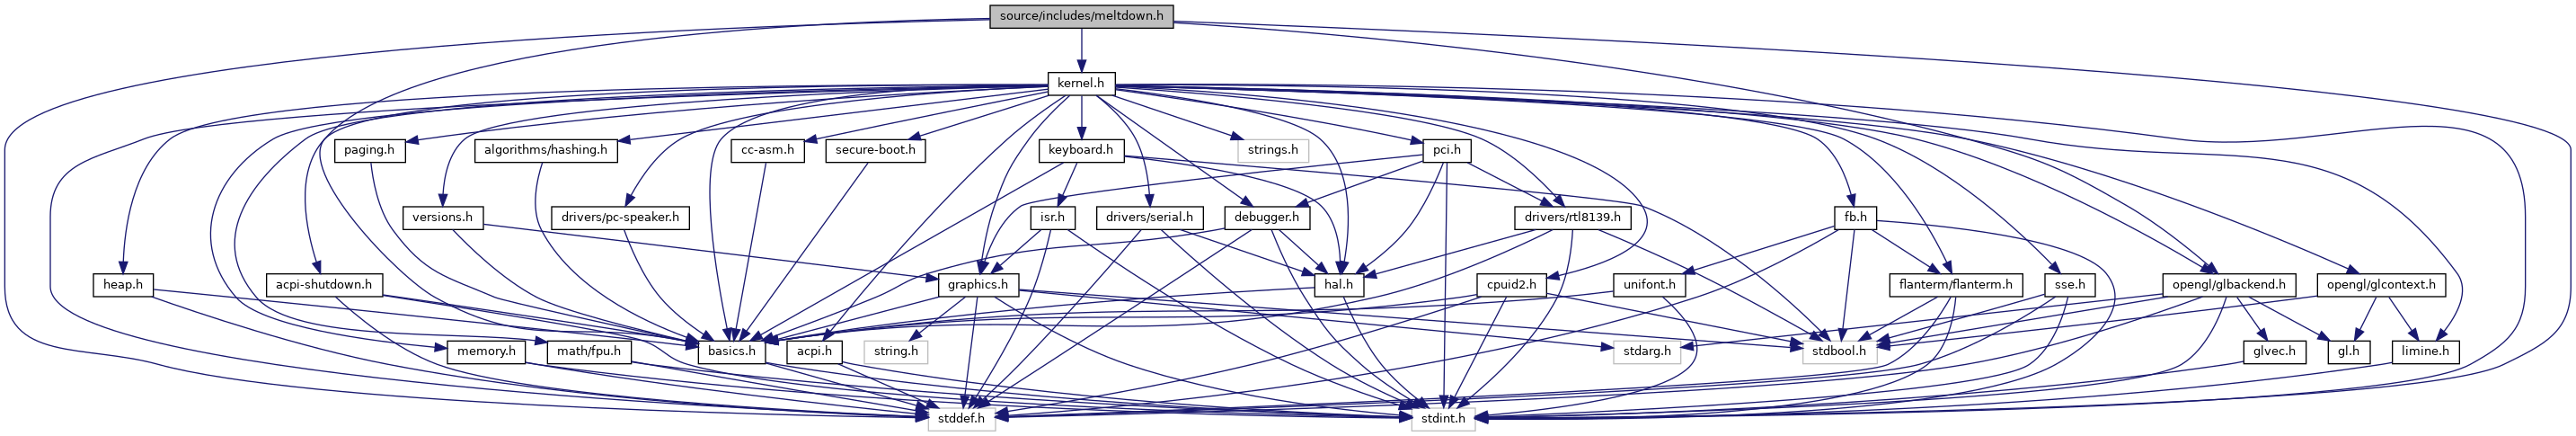 source/includes/meltdown.h
kernel.h
paging.h
algorithms/hashing.h
cc-asm.h
secure-boot.h
keyboard.h
strings.h
pci.h
versions.h
drivers/pc-speaker.h
isr.h
drivers/serial.h
debugger.h
drivers/rtl8139.h
fb.h
heap.h
acpi-shutdown.h
graphics.h
hal.h
cpuid2.h
unifont.h
flanterm/flanterm.h
sse.h
opengl/glbackend.h
opengl/glcontext.h
memory.h
math/fpu.h
basics.h
acpi.h
string.h
stdarg.h
stdbool.h
glvec.h
gl.h
limine.h
stddef.h
stdint.h